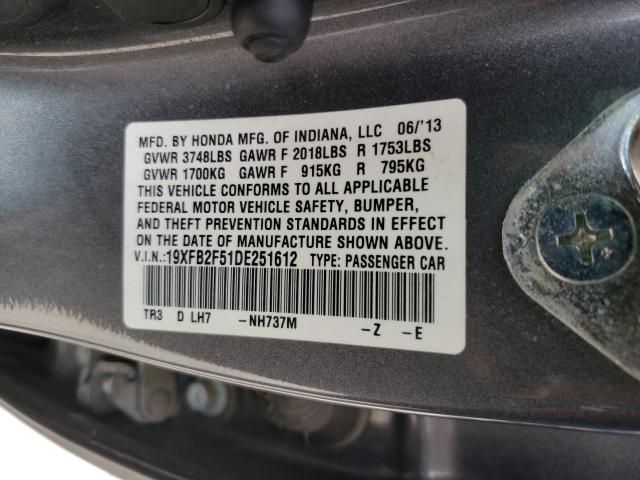 MFD. BY HONDA MFG. OF INDIANA, LLC 06/'13
GVWR 3748LBS GAWR F 2018LBS R 1753LBS
GVWR 1700KG GAWR F 915KG R 795KG
THIS VEHICLE CONFORMS TO ALL APPLICABLE
FEDERAL MOTOR VEHICLE SAFETY, BUMPER,
AND THEFT PREVENTION STANDARDS IN EFFECT
ON THE DATE OF MANUFACTURE SHOWN ABOVE.
V.I.N.:19XFB2F51DE251612 TYPE: PASSENGER CAR
TR3 D LH7 -NH737M -Z -E